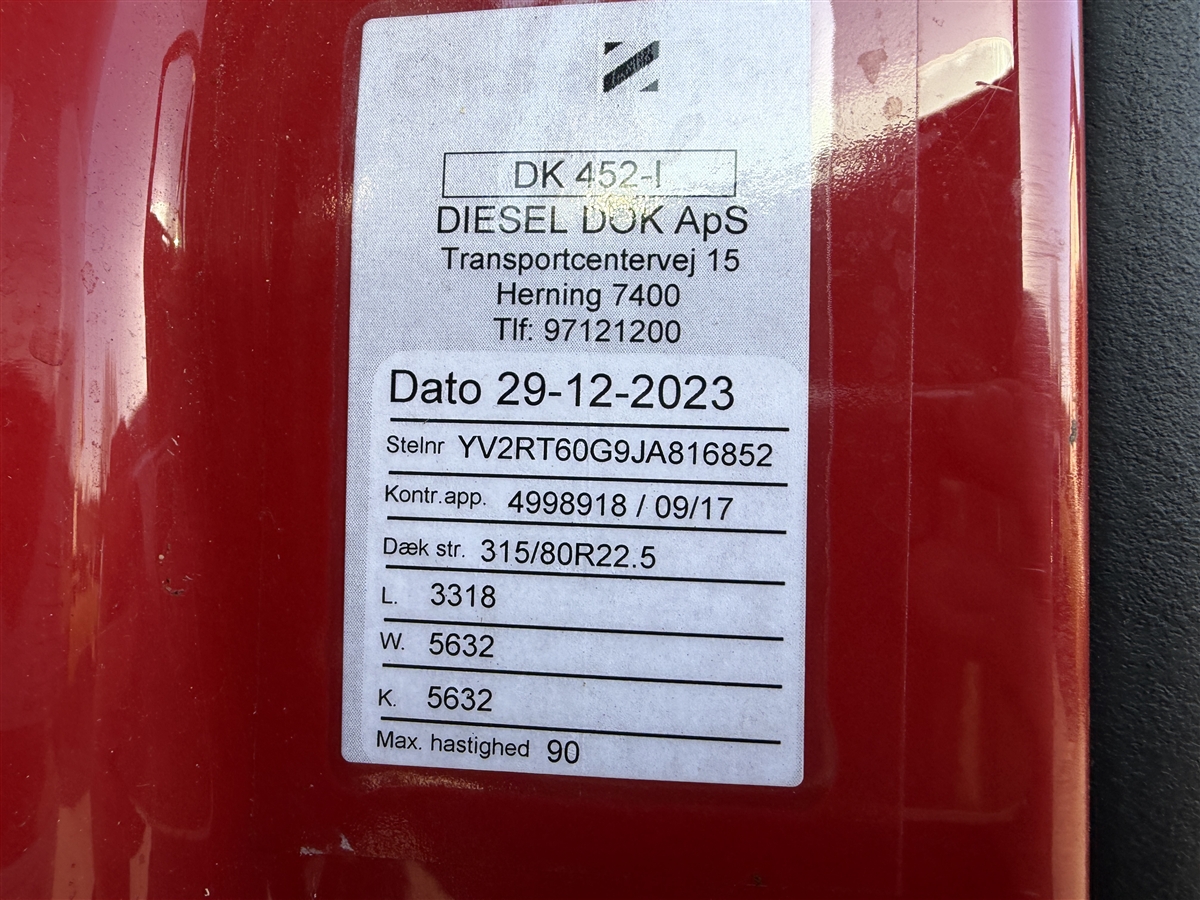 DK 452-I
DIESEL DOK ApS
Transportcentervej 15
Herning 7400
Tlf: 97121200
Dato 29-12-2023
Stelnr YV2RT60G9JA816852
Kontr.app. 4998918 / 09/17
Dæk str. 315/80R22.5
L. 3318
W. 5632
K. 5632
Max. hastighed 90